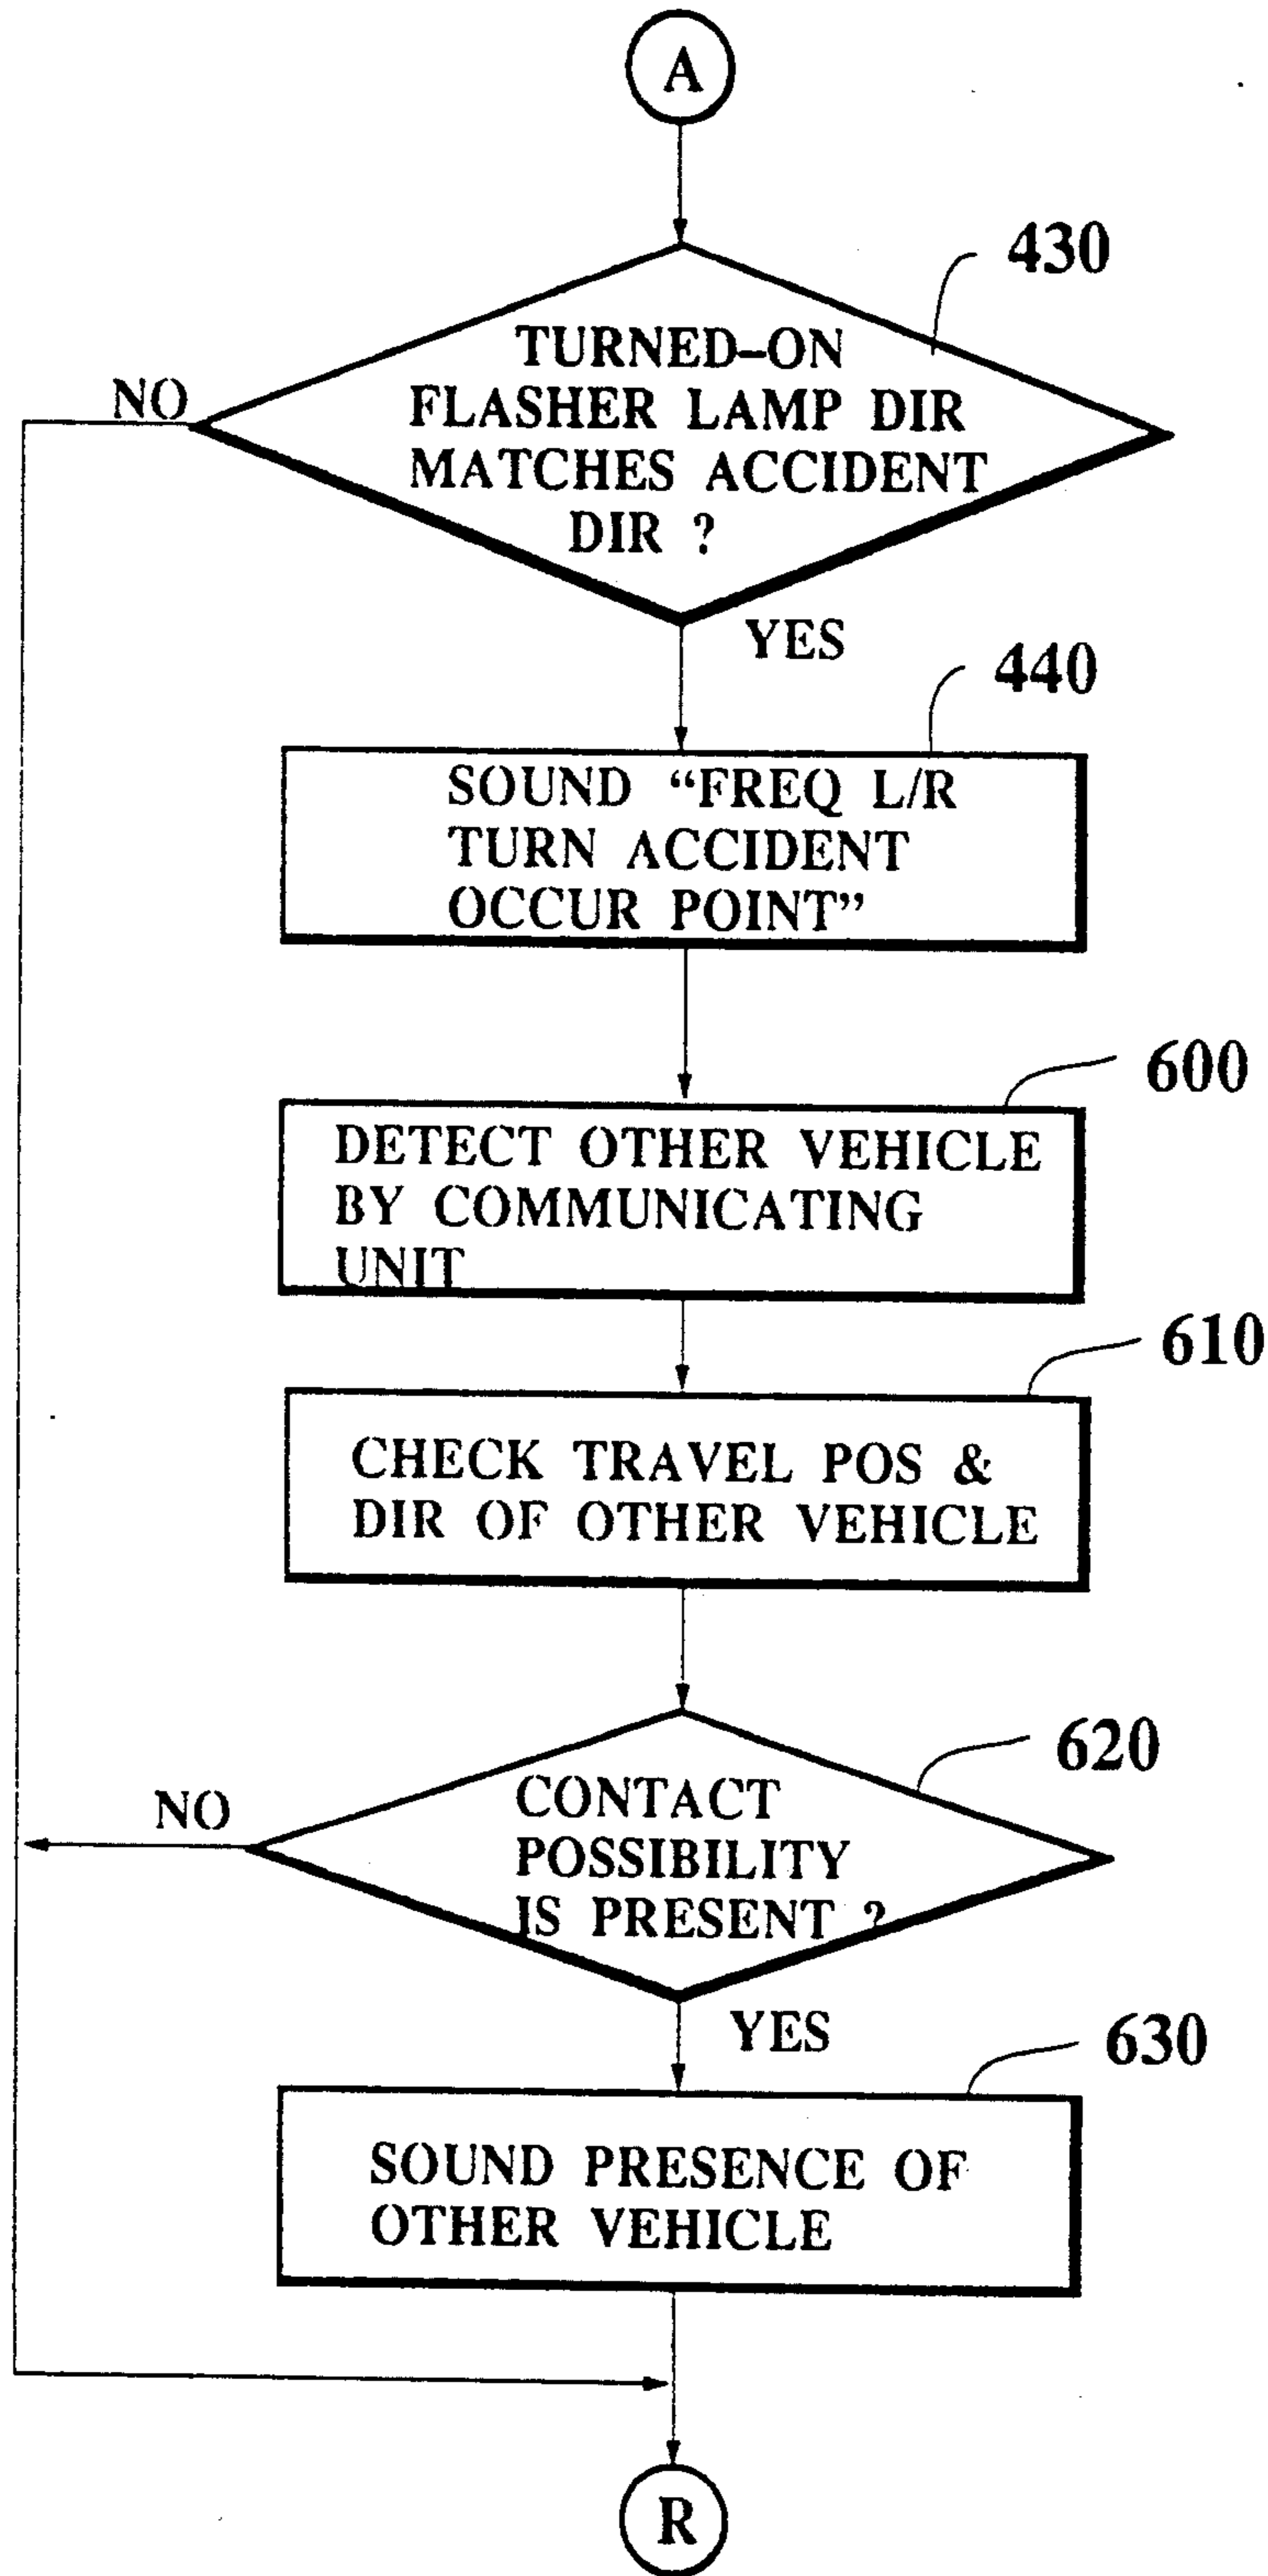 A
430
TURNED–ON
FLASHER LAMP DIR
MATCHES ACCIDENT
DIR ?
NO
YES
440
SOUND “FREQ L/R
TURN ACCIDENT
OCCUR POINT”
600
DETECT OTHER VEHICLE
BY COMMUNICATING
UNIT
610
CHECK TRAVEL POS &
DIR OF OTHER VEHICLE
620
NO
CONTACT
POSSIBILITY
IS PRESENT ?
YES
630
SOUND PRESENCE OF
OTHER VEHICLE
R